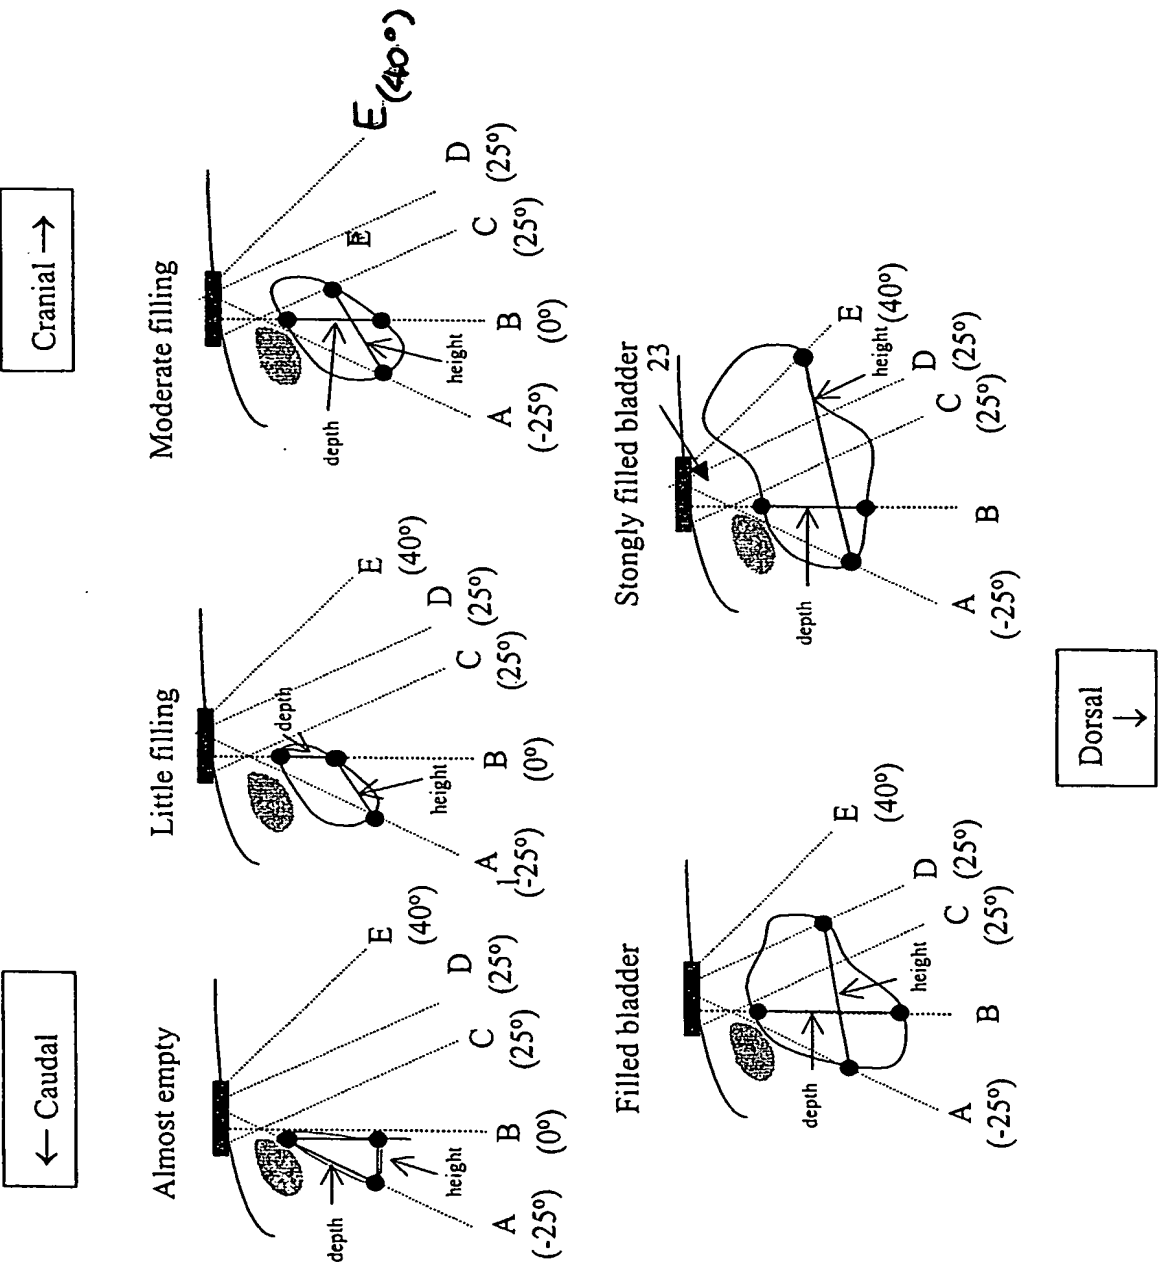 ← Caudal
Cranial →
Almost empty
depth
height
A
(-25°)
B
(0°)
C
(25°)
D
(25°)
E
(40°)
Little filling
depth
height
A
(-25°)
B
(0°)
C
(25°)
D
(25°)
E
(40°)
Moderate filling
depth
height
A
(-25°)
B
(0°)
C
(25°)
D
(25°)
E
E (40°)
Filled bladder
depth
height
A
(-25°)
B
C
(25°)
D
(25°)
E
(40°)
Stongly filled bladder
23
depth
height
A
(-25°)
B
C
(25°)
D
(25°)
E
(40°)
Dorsal
↓